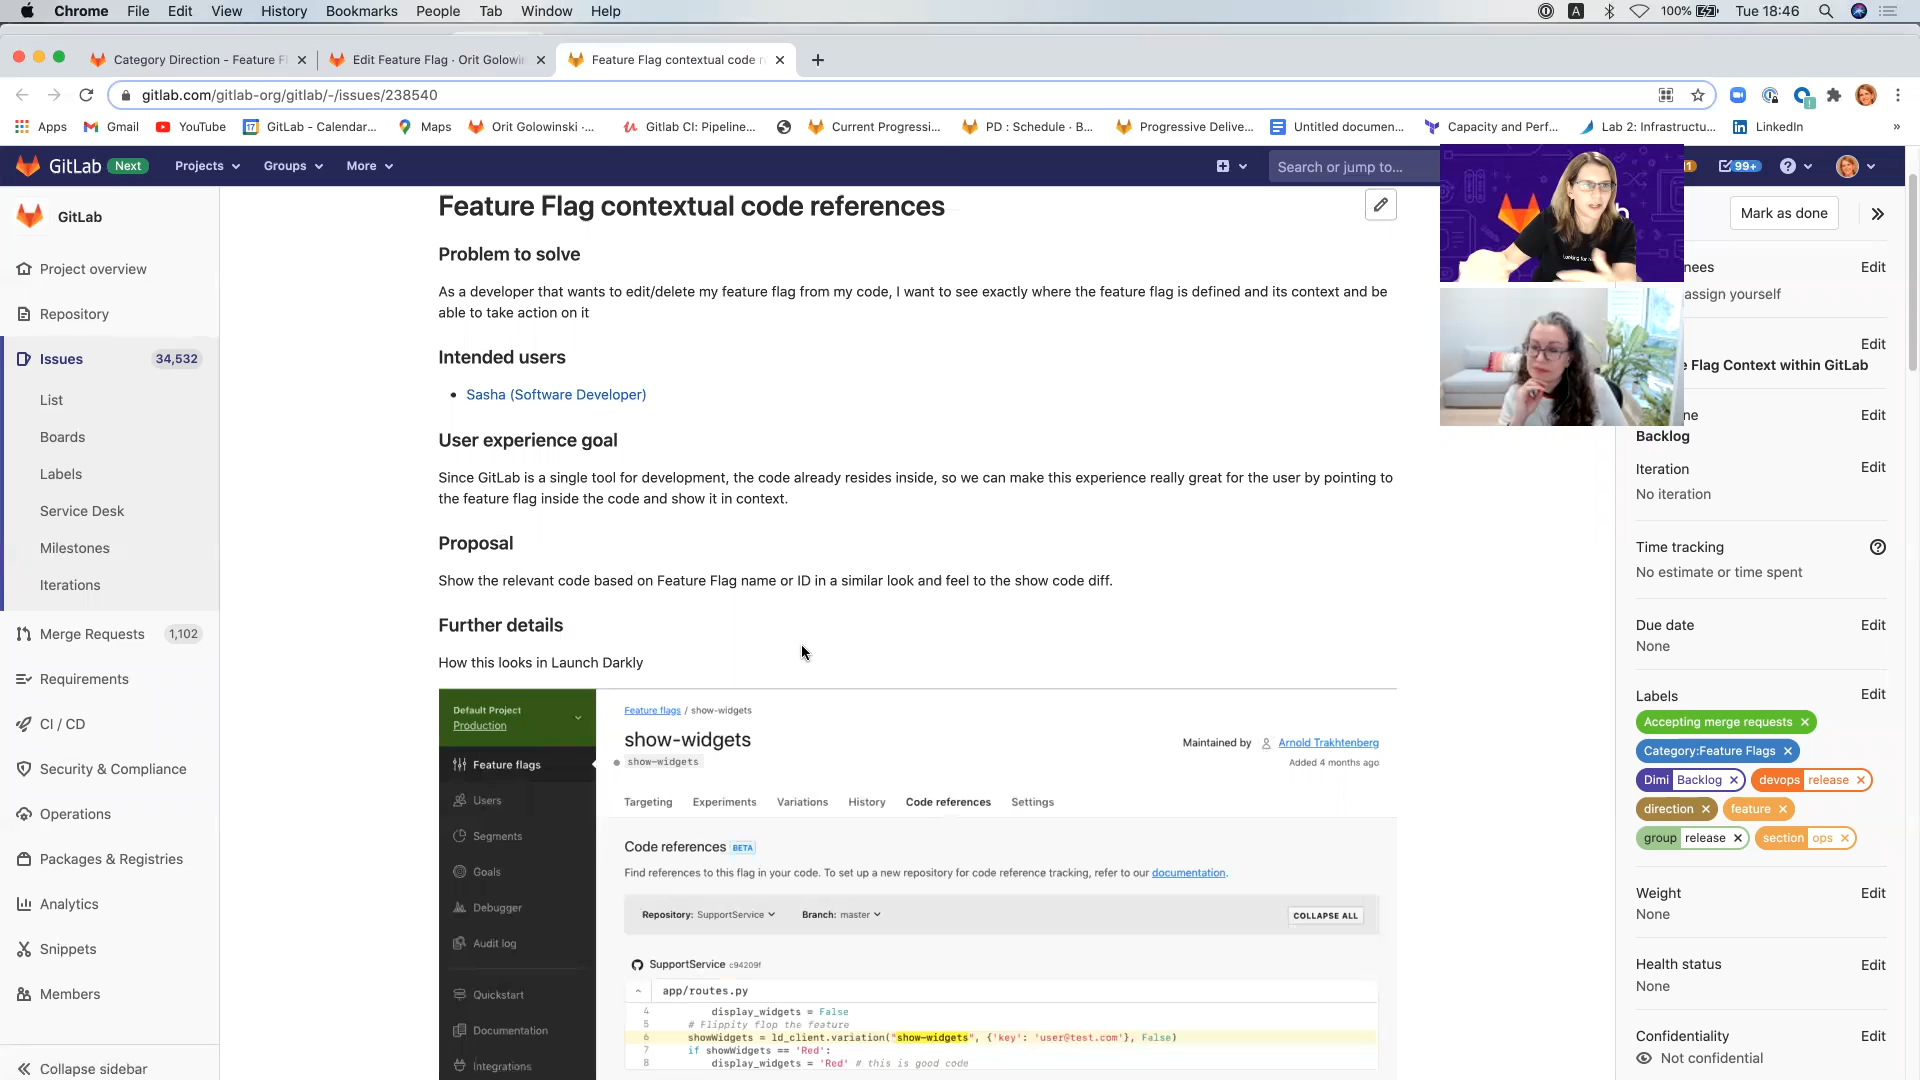 Chrome File Edit View History Bookmarks People Tab Window Help
100% Tue 18:46
Category Direction - Feature Fl
Edit Feature Flag · Orit Golowin
Feature Flag contextual code r
gitlab.com/gitlab-org/gitlab/-/issues/238540
Apps Gmail YouTube GitLab - Calendar... Maps Orit Golowinski ·... Gitlab CI: Pipeline... Current Progressi... PD : Schedule · B... Progressive Delive... Untitled documen... Capacity and Perf... Lab 2: Infrastructu... LinkedIn »
GitLab Next Projects Groups More Search or jump to... 99+
GitLab
Project overview
Repository
Issues 34,532
List
Boards
Labels
Service Desk
Milestones
Iterations
Merge Requests 1,102
Requirements
CI / CD
Security & Compliance
Operations
Packages & Registries
Analytics
Snippets
Members
Collapse sidebar
Feature Flag contextual code references
Problem to solve
As a developer that wants to edit/delete my feature flag from my code, I want to see exactly where the feature flag is defined and its context and be
able to take action on it
Intended users
• Sasha (Software Developer)
User experience goal
Since GitLab is a single tool for development, the code already resides inside, so we can make this experience really great for the user by pointing to
the feature flag inside the code and show it in context.
Proposal
Show the relevant code based on Feature Flag name or ID in a similar look and feel to the show code diff.
Further details
How this looks in Launch Darkly
Default Project
Production
Feature flags
Users
Segments
Goals
Debugger
Audit log
Quickstart
Documentation
Integrations
Feature flags / show-widgets
show-widgets
show-widgets
Maintained by Arnold Trakhtenberg
Added 4 months ago
Targeting Experiments Variations History Code references Settings
Code references BETA
Find references to this flag in your code. To set up a new repository for code reference tracking, refer to our documentation.
Repository: SupportService Branch: master COLLAPSE ALL
SupportService c94209f
app/routes.py
4 display_widgets = False
5 # Flippity flop the feature
6 showWidgets = ld_client.variation("show-widgets", {'key': 'user@test.com'}, False)
7 if showWidgets == 'Red':
8 display_widgets = 'Red' # this is good code
Mark as done
nees Edit
assign yourself
Edit
e Flag Context within GitLab
ne Edit
Backlog
Iteration Edit
No iteration
Time tracking
No estimate or time spent
Due date Edit
None
Labels Edit
Accepting merge requests
Category:Feature Flags
Dimi Backlog devops release
direction feature
group release section ops
Weight Edit
None
Health status Edit
None
Confidentiality Edit
Not confidential